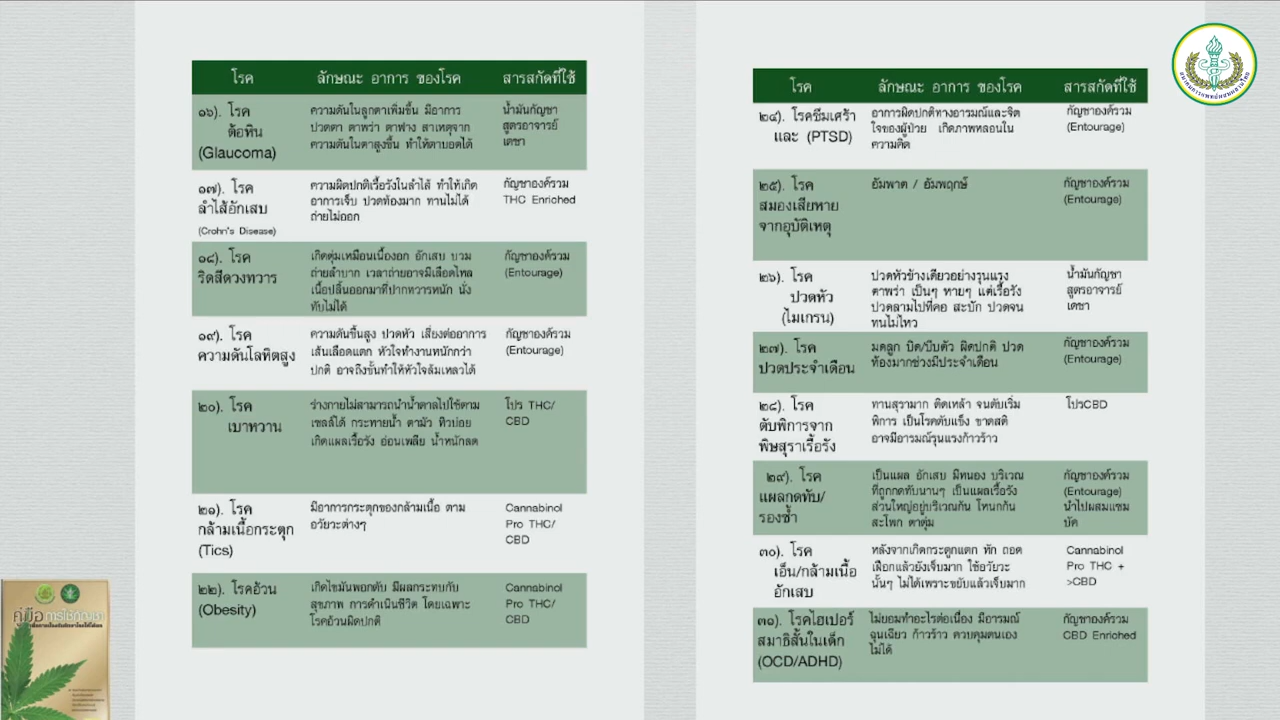 โรค ลักษณะ อาการ ของโรค สารสกัดที่ใช้
๑๖). โรค
ต้อหิน
(Glaucoma)
ความดันในลูกตาเพิ่มขึ้น มีอาการ
ปวดตา ตาพร่า ตาฟาง สาเหตุจาก
ความดันในตาสูงขึ้น ทำให้ตาบอดได้
น้ำมันกัญชา
สูตรอาจารย์
เดชา
๑๗). โรค
ลำไส้อักเสบ
(Crohn's Disease)
ความผิดปกติเรื้อรังในลำไส้ ทำให้เกิด
อาการเจ็บ ปวดท้องมาก ทานไม่ได้
ถ่ายไม่ออก
กัญชาองค์รวม
THC Enriched
๑๘). โรค
ริดสีดวงทวาร
เกิดตุ่มเหมือนเนื้องอก อักเสบ บวม
ถ่ายลำบาก เวลาถ่ายอาจมีเลือดไหล
เนื้อปลิ้นออกมาที่ปากทวารหนัก นั่ง
ทับไม่ได้
กัญชาองค์รวม
(Entourage)
๑๙). โรค
ความดันโลหิตสูง
ความดันขึ้นสูง ปวดหัว เสี่ยงต่ออาการ
เส้นเลือดแตก หัวใจทำงานหนักกว่า
ปกติ อาจถึงขั้นทำให้หัวใจล้มเหลวได้
กัญชาองค์รวม
(Entourage)
๒๐). โรค
เบาหวาน
ร่างกายไม่สามารถนำน้ำตาลไปใช้ตาม
เซลล์ได้ กระหายน้ำ ตามัว หิวบ่อย
เกิดแผลเรื้อรัง อ่อนเพลีย น้ำหนักลด
โปร THC/
CBD
๒๑). โรค
กล้ามเนื้อกระตุก
(Tics)
มีอาการกระตุกของกล้ามเนื้อ ตาม
อวัยวะต่างๆ
Cannabinol
Pro THC/
CBD
๒๒). โรคอ้วน
(Obesity)
เกิดไขมันพอกตับ มีผลกระทบกับ
สุขภาพ การดำเนินชีวิต โดยเฉพาะ
โรคอ้วนผิดปกติ
Cannabinol
Pro THC/
CBD
โรค ลักษณะ อาการ ของโรค สารสกัดที่ใช้
๒๔). โรคซึมเศร้า
และ (PTSD)
อาการผิดปกติทางอารมณ์และจิต
ใจของผู้ป่วย เกิดภาพหลอนใน
ความคิด
กัญชาองค์รวม
(Entourage)
๒๕). โรค
สมองเสียหาย
จากอุบัติเหตุ
อัมพาต / อัมพฤกษ์
กัญชาองค์รวม
(Entourage)
๒๖). โรค
ปวดหัว
(ไมเกรน)
ปวดหัวข้างเดียวอย่างรุนแรง
ตาพร่า เป็นๆ หายๆ แต่เรื้อรัง
ปวดลามไปที่คอ สะบัก ปวดจน
ทนไม่ไหว
น้ำมันกัญชา
สูตรอาจารย์
เดชา
๒๗). โรค
ปวดประจำเดือน
มดลูก บิด/บีบตัว ผิดปกติ ปวด
ท้องมากช่วงมีประจำเดือน
กัญชาองค์รวม
(Entourage)
๒๘). โรค
ตับพิการจาก
พิษสุราเรื้อรัง
ทานสุรามาก ติดเหล้า จนตับเริ่ม
พิการ เป็นโรคตับแข็ง ขาดสติ
อาจมีอารมณ์รุนแรงก้าวร้าว
โปรCBD
๒๙). โรค
แผลกดทับ/
รองช้ำ
เป็นแผล อักเสบ มีหนอง บริเวณ
ที่ถูกกดทับนานๆ เป็นแผลเรื้อรัง
ส่วนใหญ่อยู่บริเวณก้น โหนกก้น
สะโพก ตาตุ่ม
กัญชาองค์รวม
(Entourage)
นำไปผสมแชม
บัค
๓๐). โรค
เอ็น/กล้ามเนื้อ
อักเสบ
หลังจากเกิดกระดูกแตก หัก ถอด
เฝือกแล้วยังเจ็บมาก ใช้อวัยวะ
นั้นๆ ไม่ได้เพราะขยับแล้วเจ็บมาก
Cannabinol
Pro THC +
>CBD
๓๑). โรคไฮเปอร์
สมาธิสั้นในเด็ก
(OCD/ADHD)
ไม่ยอมทำอะไรต่อเนื่อง มีอารมณ์
ฉุนเฉียว ก้าวร้าว ควบคุมตนเอง
ไม่ได้
กัญชาองค์รวม
CBD Enriched
คู่มือการใช้กัญชา